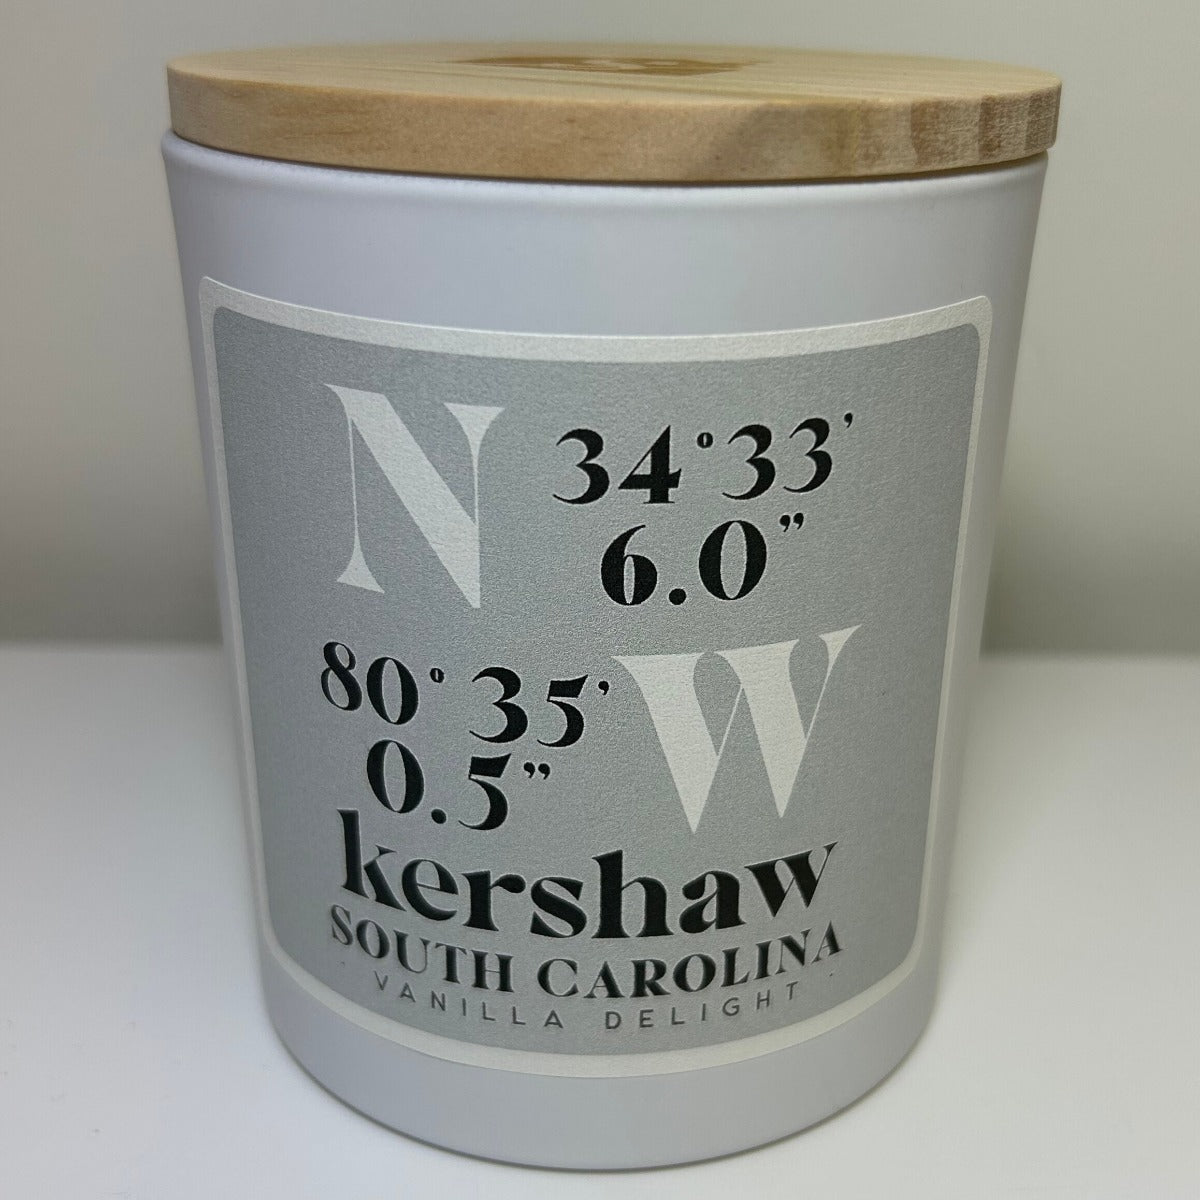 N 34°33'
6.0"
80°35' W
0.5"
kershaw
SOUTH CAROLINA
· VANILLA DELIGHT ·